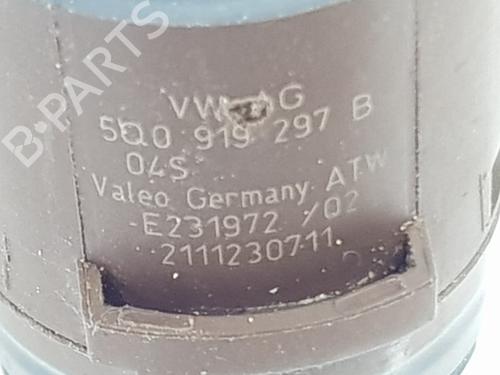 B-PARTS
VW AG
5Q0 919 297 B
04S
Valeo Germany ATW
E231972 /02
2111230711